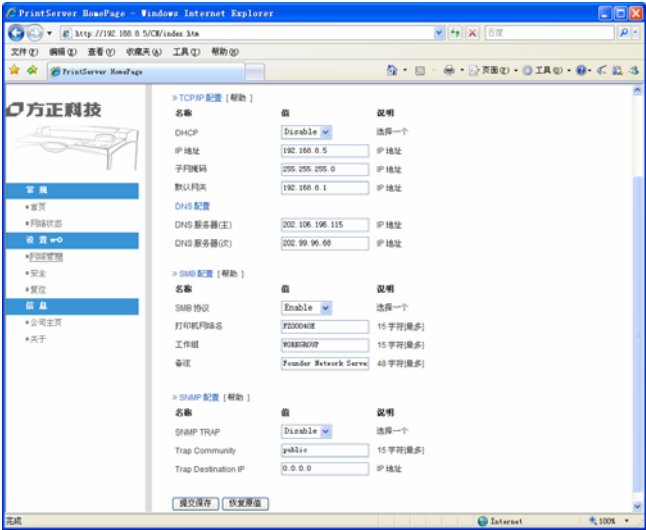 PrintServer HomePage - Windows Internet Explorer
http://192.168.0.5/CN/index.htm
百度
文件(F) 编辑(E) 查看(V) 收藏夹(A) 工具(T) 帮助(H)
PrintServer HomePage
页面(P) 工具(O)
方正科技
常 规
首页
网络状态
设 置
网络管理
安全
复位
信 息
公司主页
关于
» TCP/IP 配置 [ 帮助 ]
名称 值 说明
DHCP Disable 选择一个
IP 地址 192.168.0.5 IP 地址
子网掩码 255.255.255.0 IP 地址
默认网关 192.168.0.1 IP 地址
DNS 配置
DNS 服务器(主) 202.106.196.115 IP 地址
DNS 服务器(次) 202.99.96.68 IP 地址
» SMB 配置 [ 帮助 ]
名称 值 说明
SMB 协议 Enable 选择一个
打印机网络名 15 字符[最多]
工作组 WORKGROUP 15 字符[最多]
备注 Founder Network Serve 48 字符[最多]
» SNMP 配置 [ 帮助 ]
名称 值 说明
SNMP TRAP Disable 选择一个
Trap Community public 15 字符[最多]
Trap Destination IP 0.0.0.0 IP 地址
提交保存 恢复原值
完成 Internet 100%